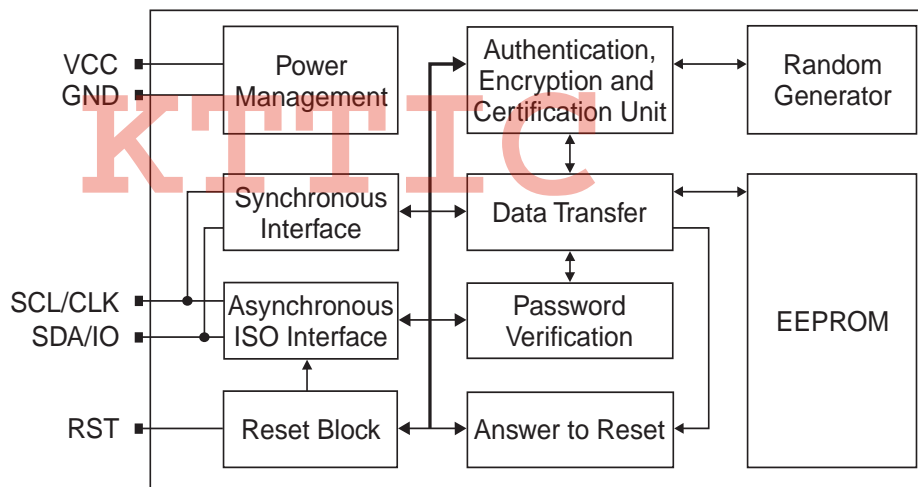 VCC
GND
Power
Management
Authentication,
Encryption and
Certification Unit
Random
Generator
KTTIC
Synchronous
Interface
Data Transfer
SCL/CLK
SDA/IO
Asynchronous
ISO Interface
Password
Verification
EEPROM
RST
Reset Block
Answer to Reset